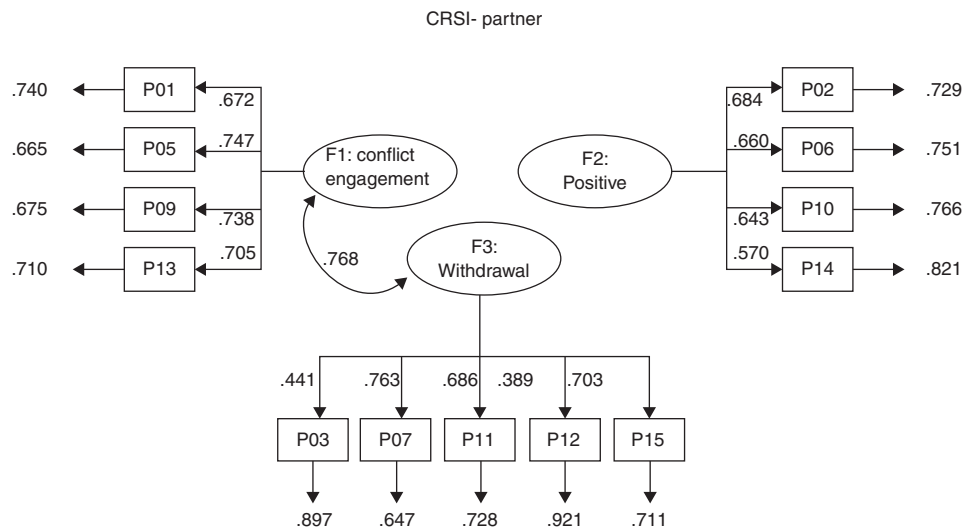 CRSI- partner
.740 P01 .672
.665 P05 .747
.675 P09 .738
.710 P13 .705
F1: conflict
engagement
F2:
Positive
.684 P02 .729
.660 P06 .751
.643 P10 .766
.570 P14 .821
.768
F3:
Withdrawal
.441 .763 .686 .389 .703
P03 P07 P11 P12 P15
.897 .647 .728 .921 .711